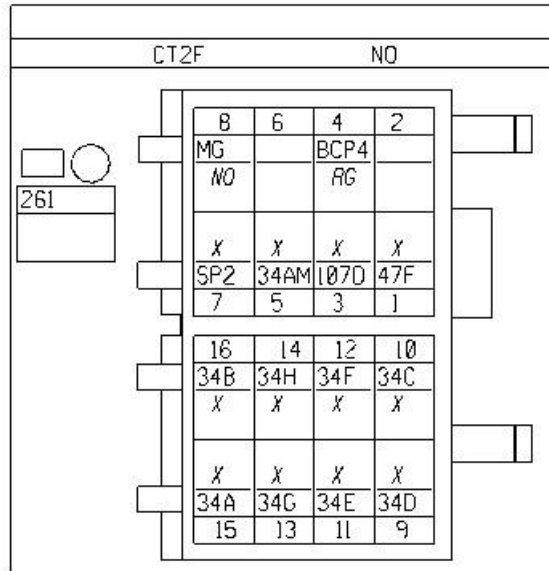 CT2F NO
8 6 4 2
MG BCP4
NO RG
261
X X X X
SP2 34AM 107D 47F
7 5 3 1
16 14 12 10
34B 34H 34F 34C
X X X X
X X X X
34A 34G 34E 34D
15 13 11 9